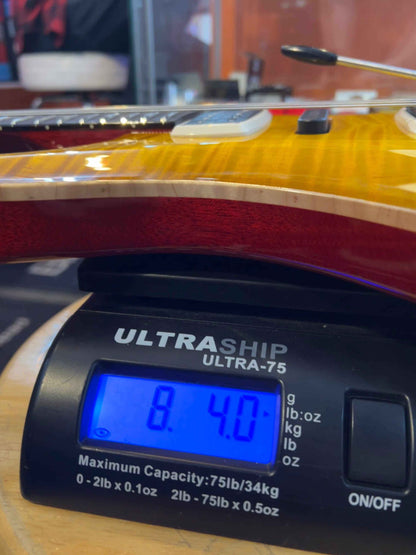 ULTRASHIP
ULTRA-75
8. 4.0
g
lb:oz
kg
lb
oz
Maximum Capacity:75lb/34kg
0 - 2lb x 0.1oz 2lb - 75lb x 0.5oz
ON/OFF